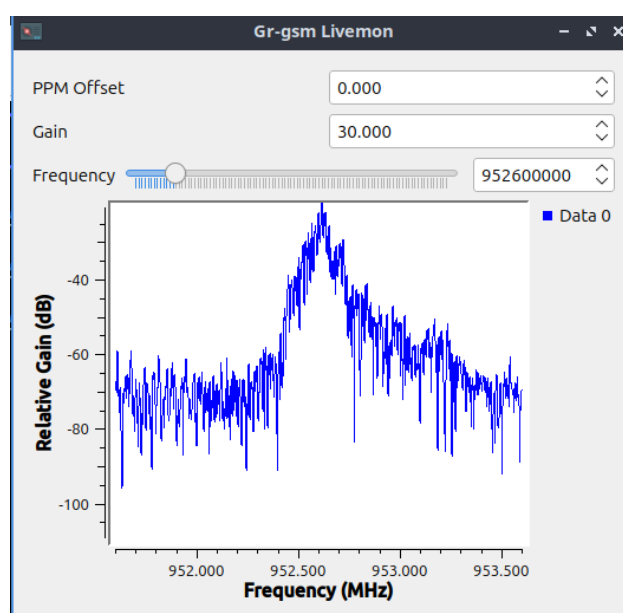 Gr-gsm Livemon
PPM Offset 0.000
Gain 30.000
Frequency 952600000
Data 0
-40
-60
-80
-100
Relative Gain (dB)
952.000 952.500 953.000 953.500
Frequency (MHz)